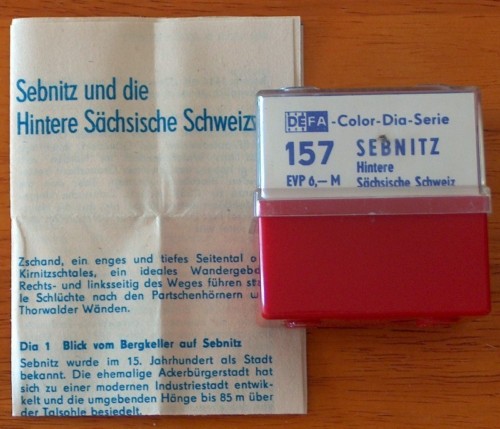 Sebnitz und die
Hintere Sächsische Schweiz
Zschand, ein enges und tiefes Seitental
Kirnitzschtales, ein ideales
Rechts- und linksseitig des Weges führen
le Schlüchte nach den Partschenhörnern
Thorwalder Wänden.
Dia 1 Blick vom Bergkeller auf Sebnitz
Sebnitz wurde im 15. Jahrhundert als Stadt
bekannt. Die ehemalige Ackerbürgerstadt hat
sich zu einer modernen Industriestadt entwik-
kelt und die umgebenden Hänge bis 85 m über
der Talsohle besiedelt.
DEFA-Color-Dia-Serie
157 SEBNITZ
Hintere
EVP 6,— M Sächsische Schweiz